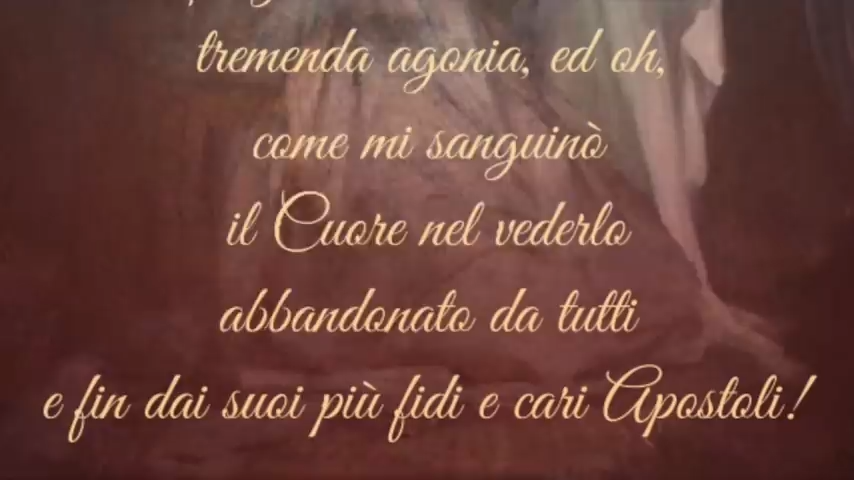 tremenda agonia, ed oh,
come mi sanguinò
il Cuore nel vederlo
abbandonato da tutti
e fin dai suoi più fidi e cari Apostoli!